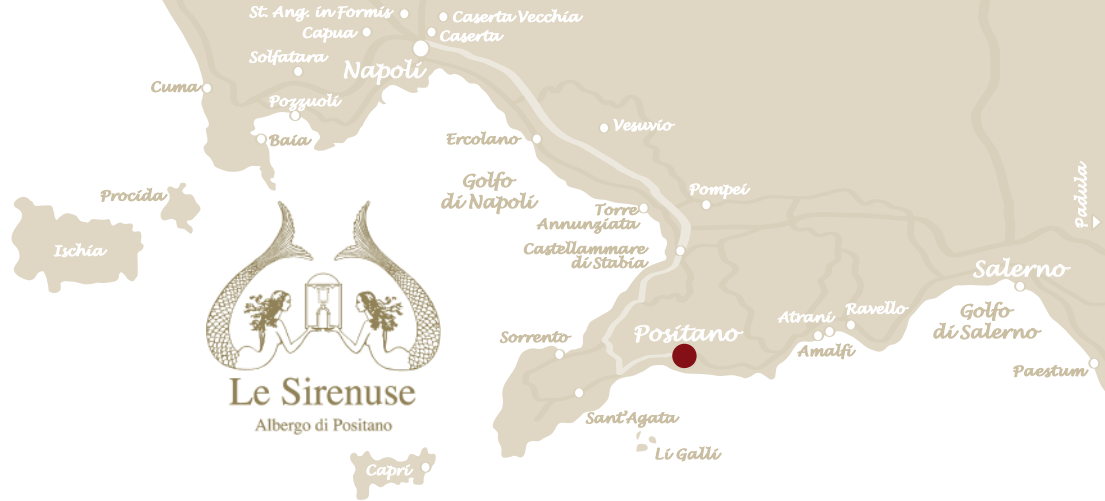 St. Ang. in Formis
Caserta Vecchia
Capua
Caserta
Solfatara
Napoli
Cuma
Pozzuoli
Baia
Vesuvio
Ercolano
Procida
Golfo
di Napoli
Pompei
Padula
Torre
Annunziata
Ischia
Castellammare
di Stabia
Salerno
Golfo
di Salerno
Atrani
Ravello
Positano
Sorrento
Amalfi
Paestum
Le Sirenuse
Albergo di Positano
Sant'Agata
Li Galli
Capri